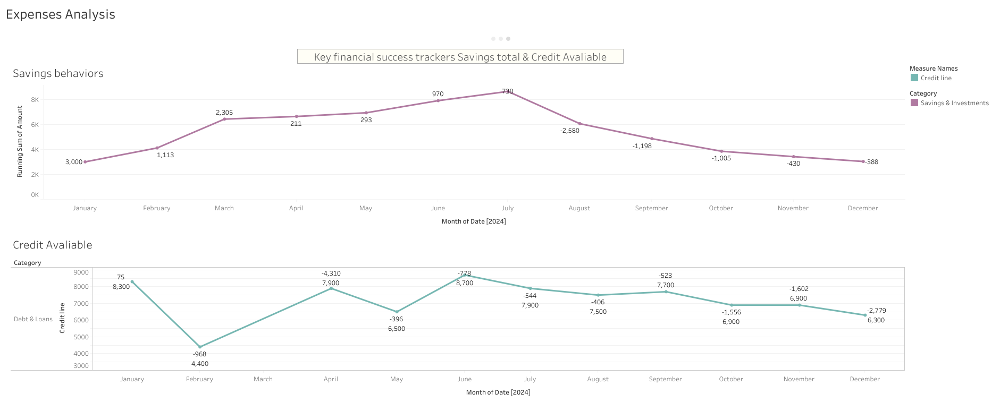 Expenses Analysis
Key financial success trackers Savings total & Credit Avaliable
Savings behaviors
Measure Names
Credit line
Category
Savings & Investments
Running Sum of Amount
8K
6K
4K
2K
0K
3,000
1,113
2,305
211
293
970
738
-2,580
-1,198
-1,005
-430
-388
January February March April May June July August September October November December
Month of Date [2024]
Credit Avaliable
Category
Debt & Loans
Credit line
9000
8000
7000
6000
5000
4000
3000
75
8,300
-968
4,400
-4,310
7,900
-396
6,500
-778
8,700
-544
7,900
-406
7,500
-523
7,700
-1,556
6,900
-1,602
6,900
-2,779
6,300
January February March April May June July August September October November December
Month of Date [2024]